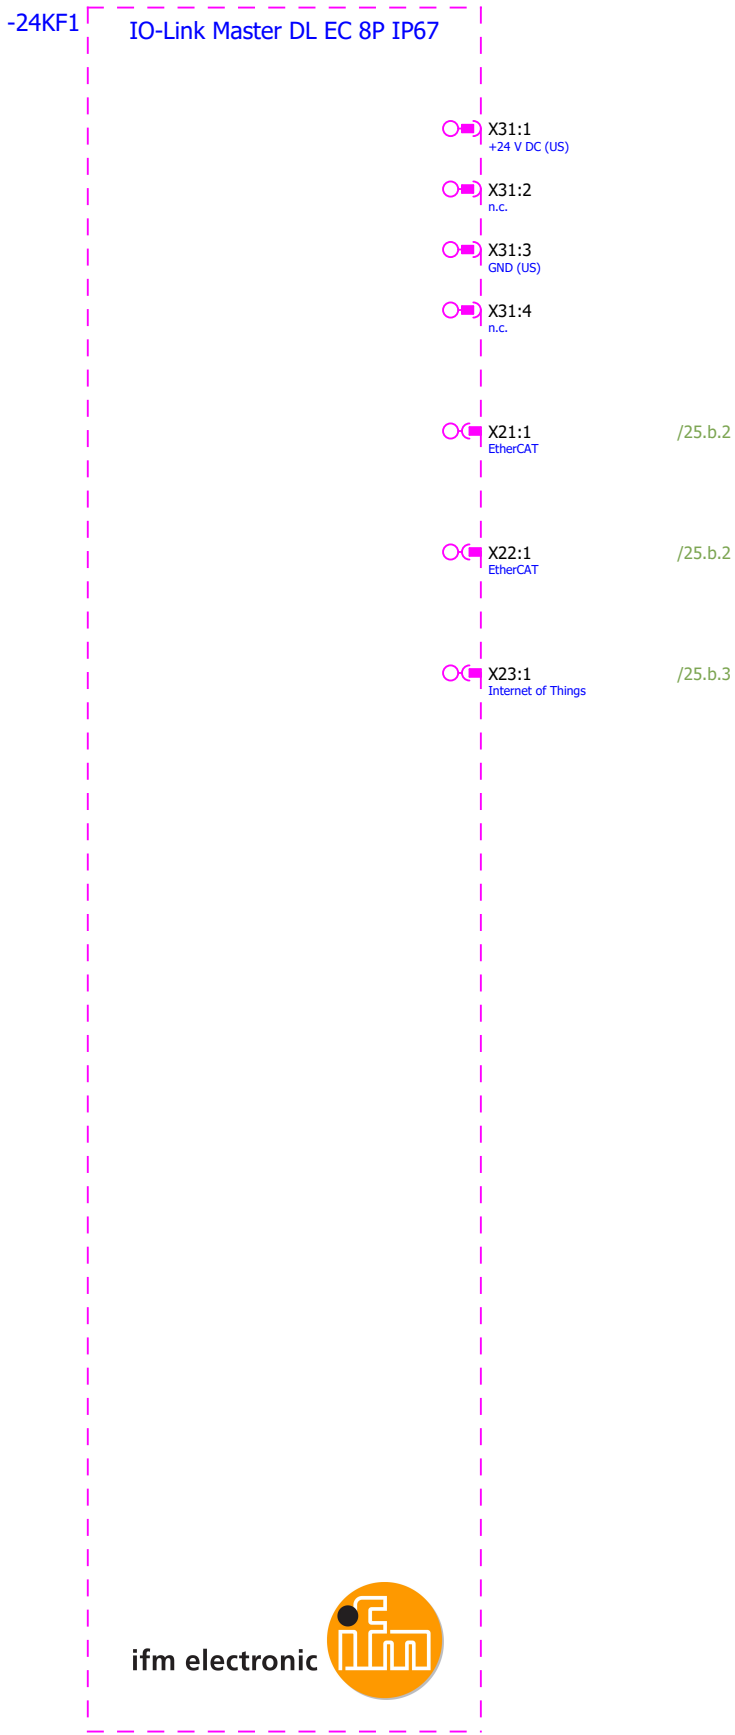 -24KF1
IO-Link Master DL EC 8P IP67
X31:1
+24 V DC (US)
X31:2
n.c.
X31:3
GND (US)
X31:4
n.c.
X21:1 /25.b.2
EtherCAT
X22:1 /25.b.2
EtherCAT
X23:1 /25.b.3
Internet of Things
ifm electronic ifm